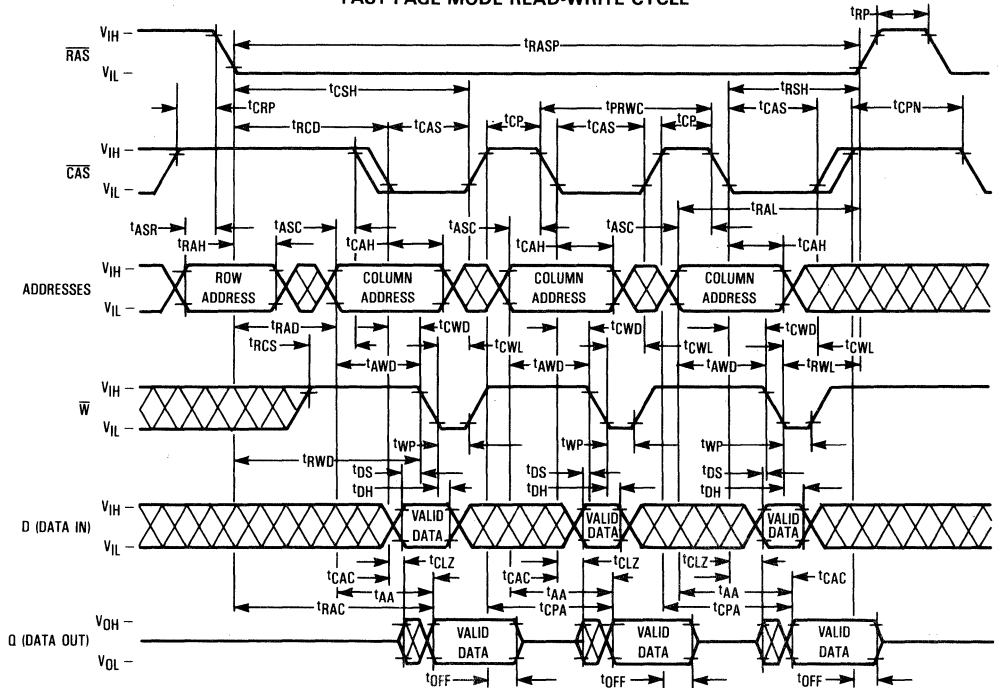 FAST PAGE MODE READ-WRITE CYCLE
tRP
VIH
RAS
tRASP
VIL
tCSH
tRSH
tCRP
tPRWC
tRCD
tCAS
tCP
tCAS
tCP
tCAS
tCPN
VIH
CAS
VIL
tRAL
tASR
tRAH
tASC
tCAH
tASC
tCAH
tASC
tCAH
VIH
ADDRESSES
ROW ADDRESS
COLUMN ADDRESS
COLUMN ADDRESS
COLUMN ADDRESS
VIL
tRAD
tCWD
tCWD
tCWD
tRCS
tCWL
tCWL
tCWL
tAWD
tAWD
tAWD
tRWL
VIH
W
VIL
tWP
tWP
tWP
tRWD
tDS
tDS
tDS
tDH
tDH
tDH
VIH
D (DATA IN)
VALID DATA
VALID DATA
VALID DATA
VIL
tCLZ
tCLZ
tCLZ
tCAC
tCAC
tCAC
tAA
tAA
tAA
tRAC
tCPA
tCPA
VOH
Q (DATA OUT)
VALID DATA
VALID DATA
VALID DATA
VOL
tOFF
tOFF
tOFF